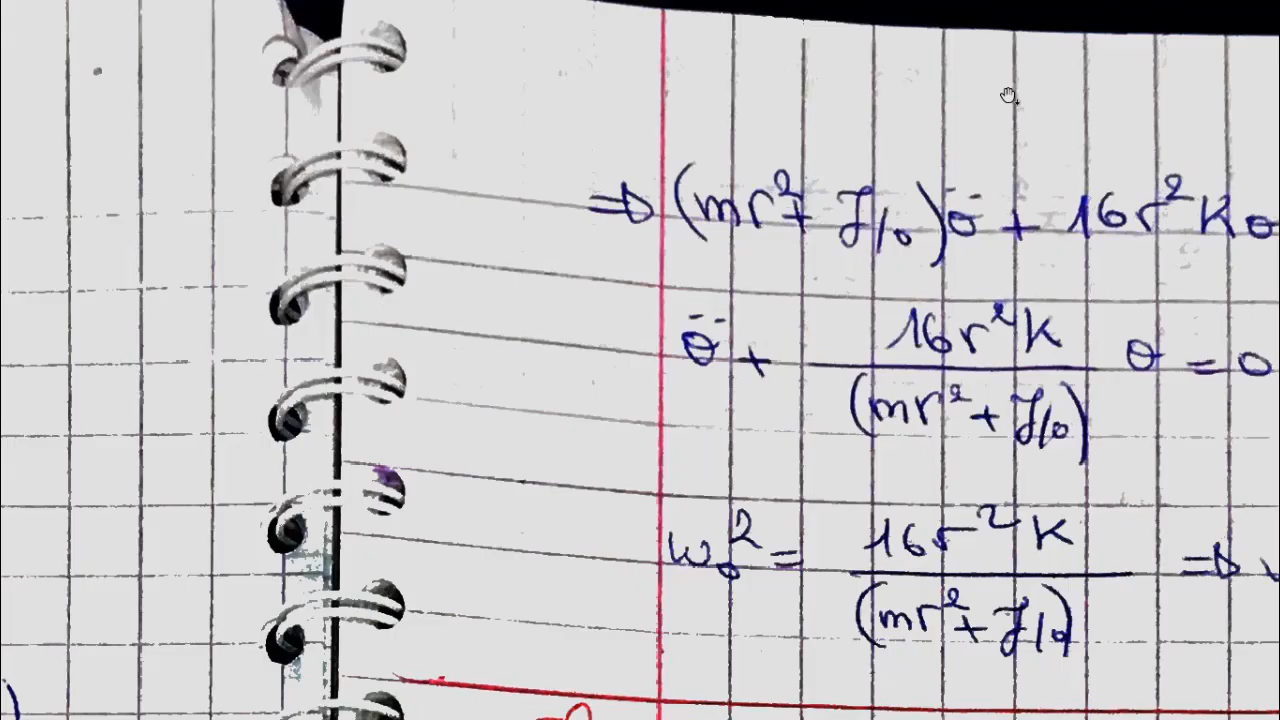 ⇒ (mr² + J/0) θ̈ + 16r²Kθ
θ̈ + 16r²K / (mr² + J/0) θ = 0
ω₀² = 16r²K / (mr² + J/0) ⇒